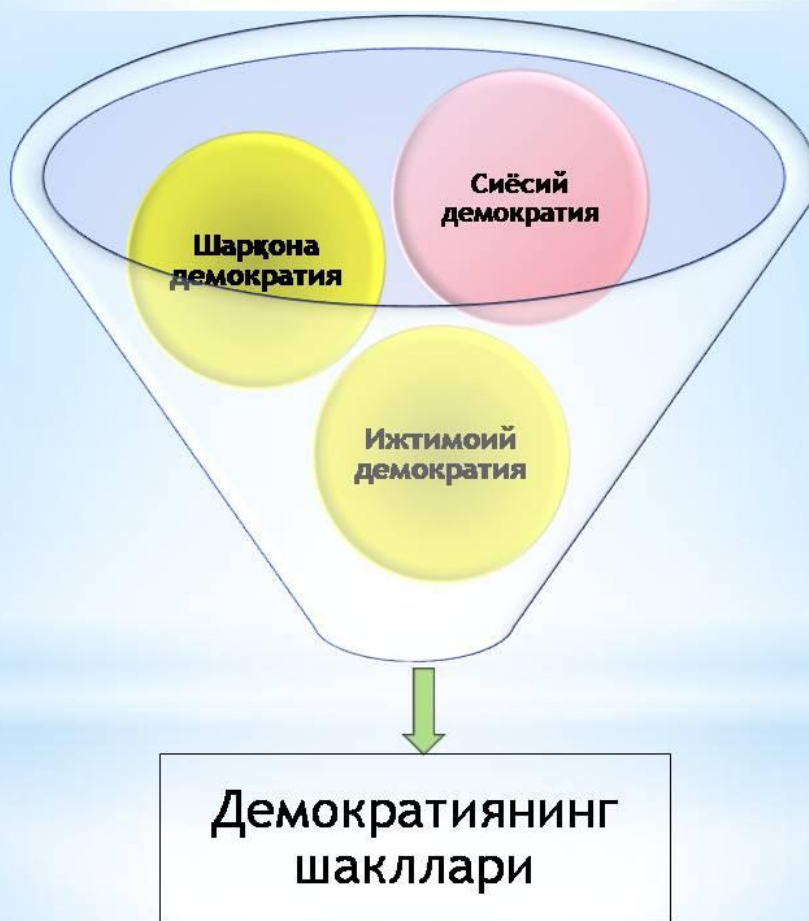 Сиёсий
демократия
Шарқона
демократия
Ижтимоий
демократия
Демократиянинг
шакллари